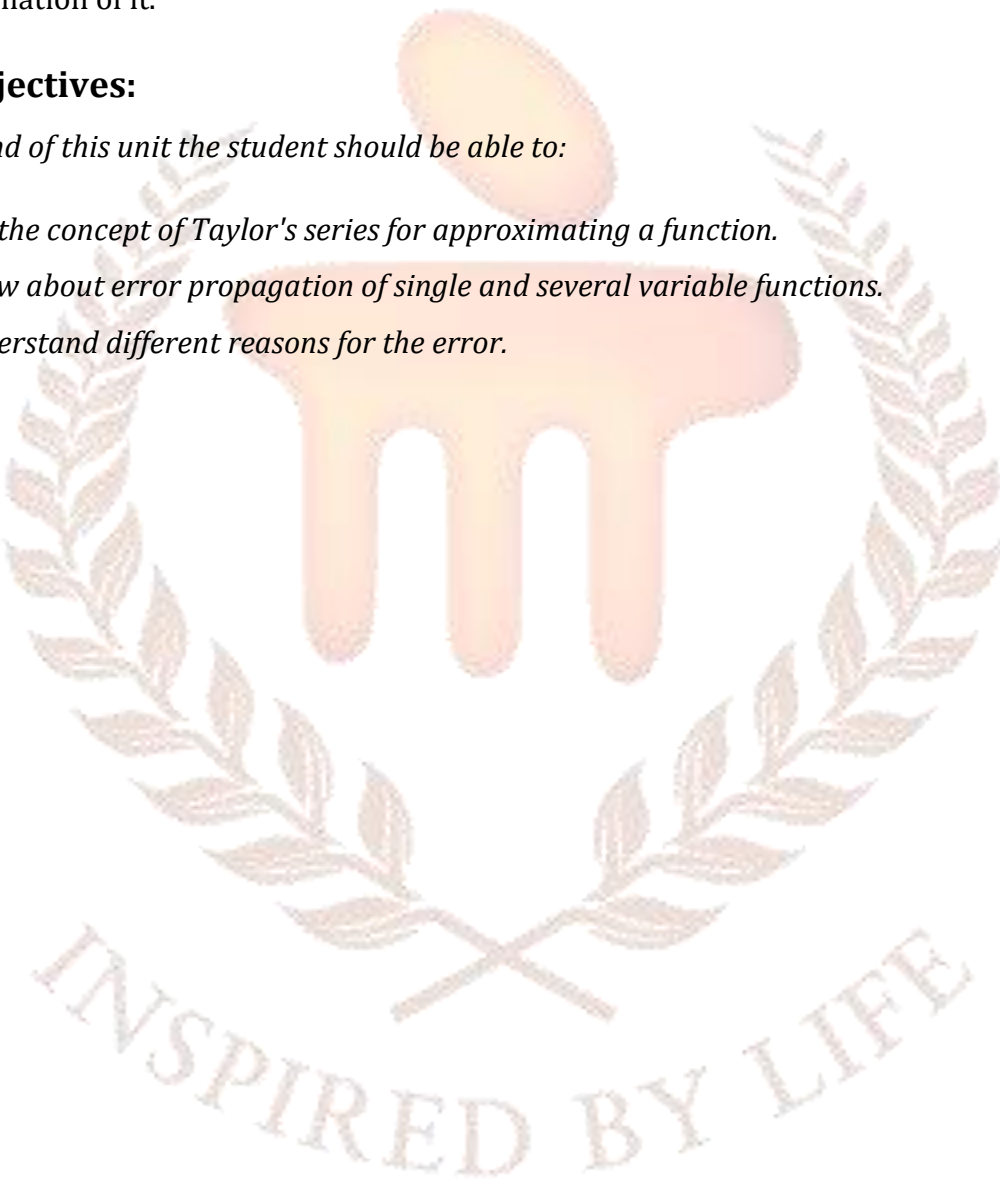 nation of it.
jectives:
nd of this unit the student should be able to:
the concept of Taylor's series for approximating a function.
w about error propagation of single and several variable functions.
erstand different reasons for the error.
INSPIRED BY LIFE